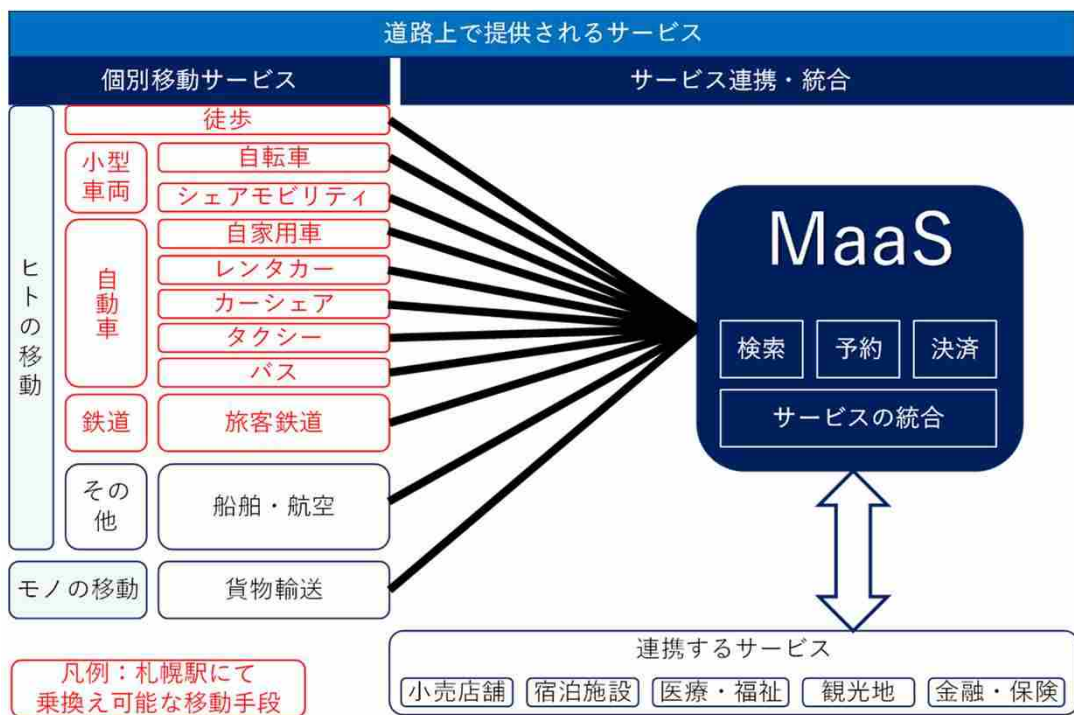 道路上で提供されるサービス
個別移動サービス
サービス連携・統合
ヒトの移動
徒歩
小型
車両
自転車
シェアモビリティ
自動車
自家用車
レンタカー
カーシェア
タクシー
バス
鉄道
旅客鉄道
その
他
船舶・航空
モノの移動
貨物輸送
MaaS
検索
予約
決済
サービスの統合
連携するサービス
小売店舗
宿泊施設
医療・福祉
観光地
金融・保険
凡例：札幌駅にて
乗換え可能な移動手段